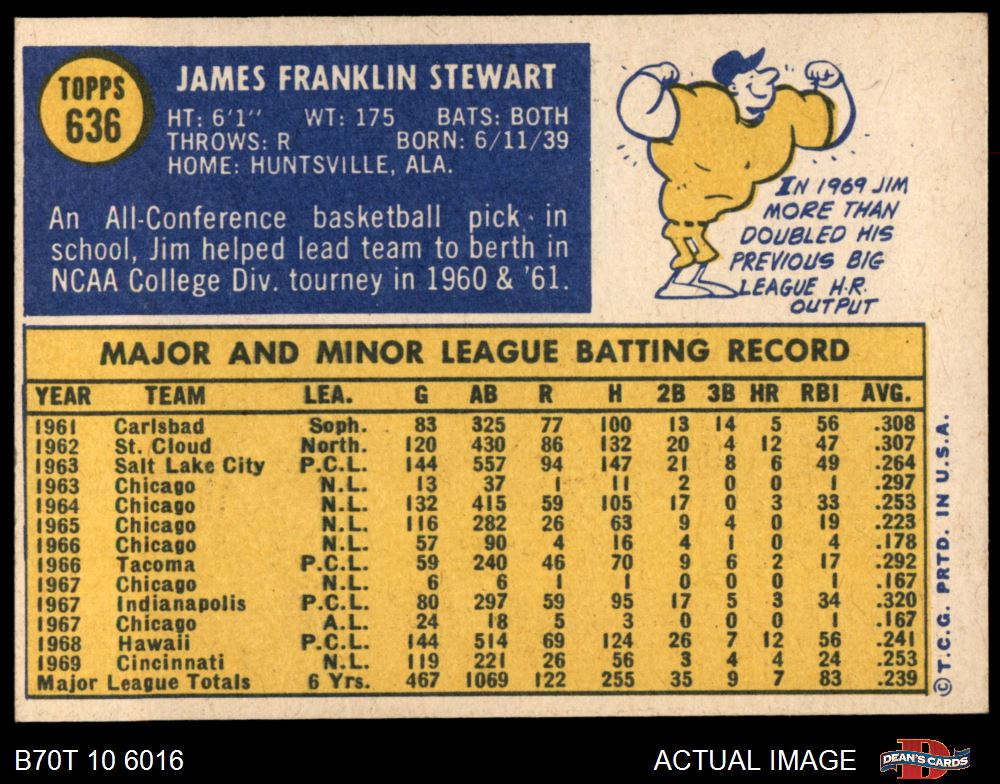 TOPPS
636
JAMES FRANKLIN STEWART
HT: 6'1" WT: 175 BATS: BOTH
THROWS: R BORN: 6/11/39
HOME: HUNTSVILLE, ALA.
An All-Conference basketball pick in
school, Jim helped lead team to berth in
NCAA College Div. tourney in 1960 & '61.
IN 1969 JIM
MORE THAN
DOUBLED HIS
PREVIOUS BIG
LEAGUE H.R.
OUTPUT
MAJOR AND MINOR LEAGUE BATTING RECORD
YEAR TEAM LEA. G AB R H 2B 3B HR RBI AVG.
1961 Carlsbad Soph. 83 325 77 100 13 14 5 56 .308
1962 St. Cloud North. 120 430 86 132 20 4 12 47 .307
1963 Salt Lake City P.C.L. 144 557 94 147 21 8 6 49 .264
1963 Chicago N.L. 13 37 1 11 2 0 0 1 .297
1964 Chicago N.L. 132 415 59 105 17 0 3 33 .253
1965 Chicago N.L. 116 282 26 63 9 4 0 19 .223
1966 Chicago N.L. 57 90 4 16 4 1 0 4 .178
1966 Tacoma P.C.L. 59 240 46 70 9 6 2 17 .292
1967 Chicago N.L. 6 6 1 1 0 0 0 1 .167
1967 Indianapolis P.C.L. 80 297 59 95 17 5 3 34 .320
1967 Chicago A.L. 24 18 5 3 0 0 0 1 .167
1968 Hawaii P.C.L. 144 514 69 124 26 7 12 56 .241
1969 Cincinnati N.L. 119 221 26 56 3 4 4 24 .253
Major League Totals 6 Yrs. 467 1069 122 255 35 9 7 83 .239
© T.C.G. PRTD. IN U.S.A.
B70T 10 6016
ACTUAL IMAGE
DEAN'S CARDS